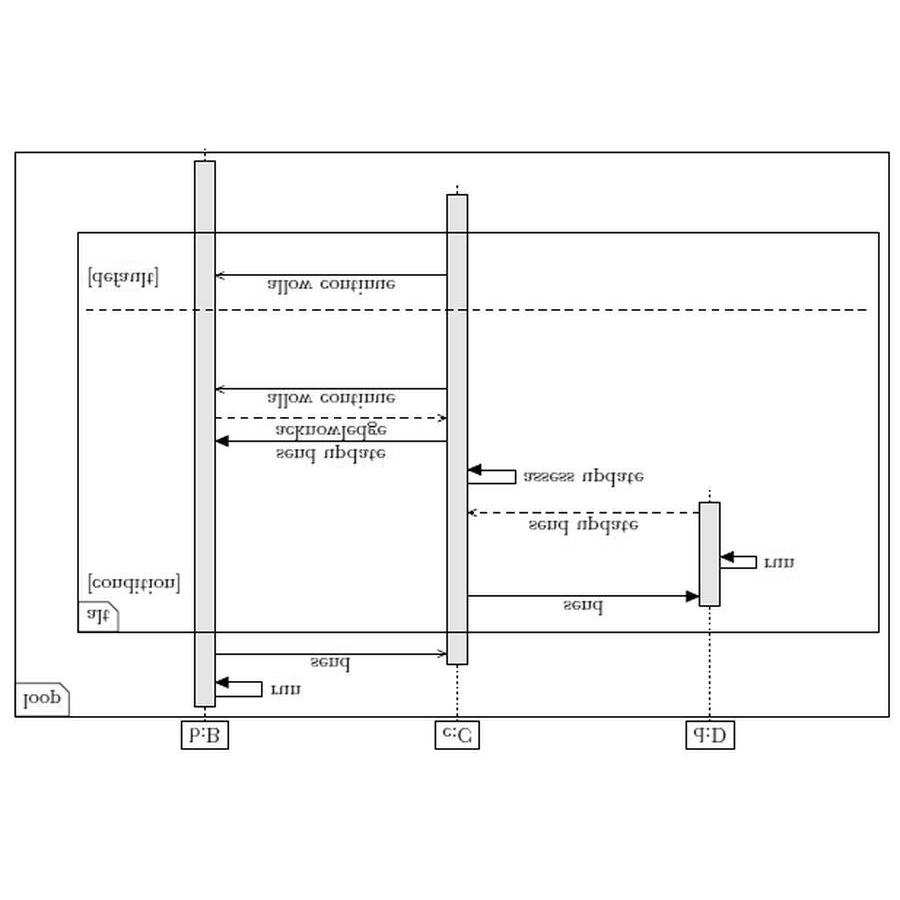 b:B
c:C
d:D
loop
run
send
alt
send
[condition]
run
send update
assess update
send update
acknowledge
allow continue
allow continue
[default]